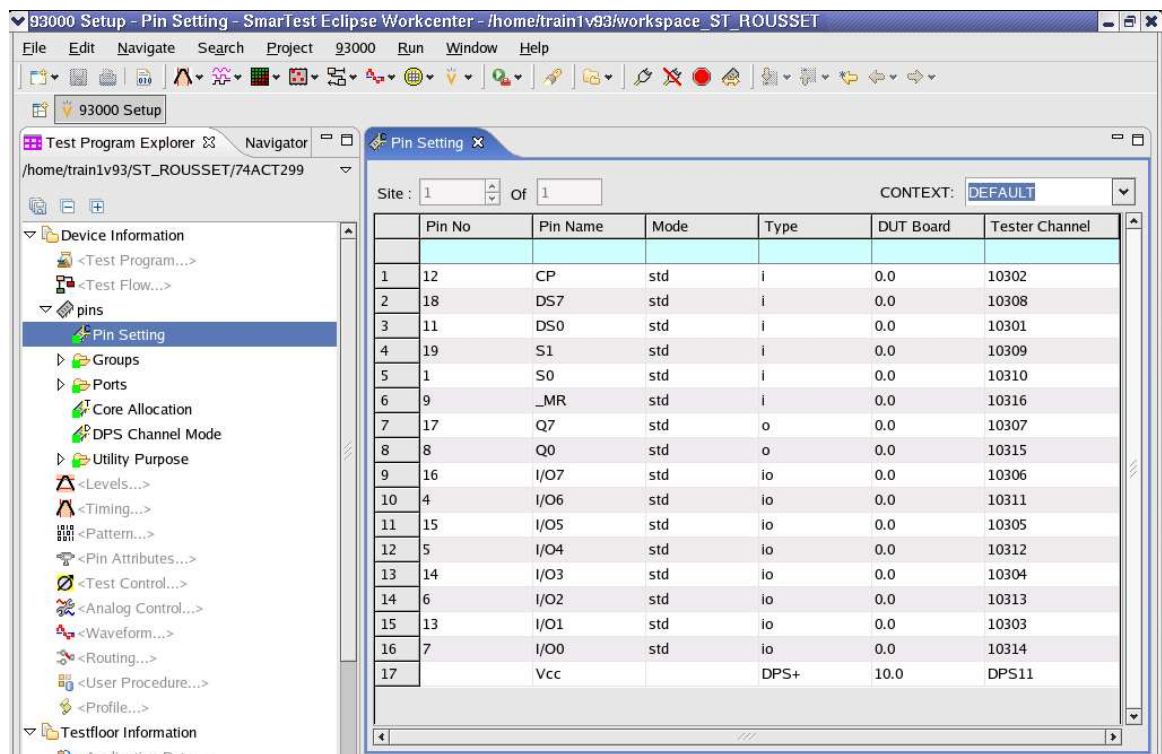 93000 Setup - Pin Setting - SmarTest Eclipse Workcenter - /home/train1v93/workspace_ST_ROUSSET
File Edit Navigate Search Project 93000 Run Window Help
93000 Setup
Test Program Explorer Navigator
/home/train1v93/ST_ROUSSET/74ACT299
Device Information
<Test Program...>
<Test Flow...>
pins
Pin Setting
Groups
Ports
Core Allocation
DPS Channel Mode
Utility Purpose
<Levels...>
<Timing...>
<Pattern...>
<Pin Attributes...>
<Test Control...>
<Analog Control...>
<Waveform...>
<Routing...>
<User Procedure...>
<Profile...>
Testfloor Information
Pin Setting
Site : 1 Of 1 CONTEXT: DEFAULT
Pin No Pin Name Mode Type DUT Board Tester Channel
1 12 CP std i 0.0 10302
2 18 DS7 std i 0.0 10308
3 11 DS0 std i 0.0 10301
4 19 S1 std i 0.0 10309
5 1 S0 std i 0.0 10310
6 9 _MR std i 0.0 10316
7 17 Q7 std o 0.0 10307
8 8 Q0 std o 0.0 10315
9 16 I/O7 std io 0.0 10306
10 4 I/O6 std io 0.0 10311
11 15 I/O5 std io 0.0 10305
12 5 I/O4 std io 0.0 10312
13 14 I/O3 std io 0.0 10304
14 6 I/O2 std io 0.0 10313
15 13 I/O1 std io 0.0 10303
16 7 I/O0 std io 0.0 10314
17 Vcc DPS+ 10.0 DPS11